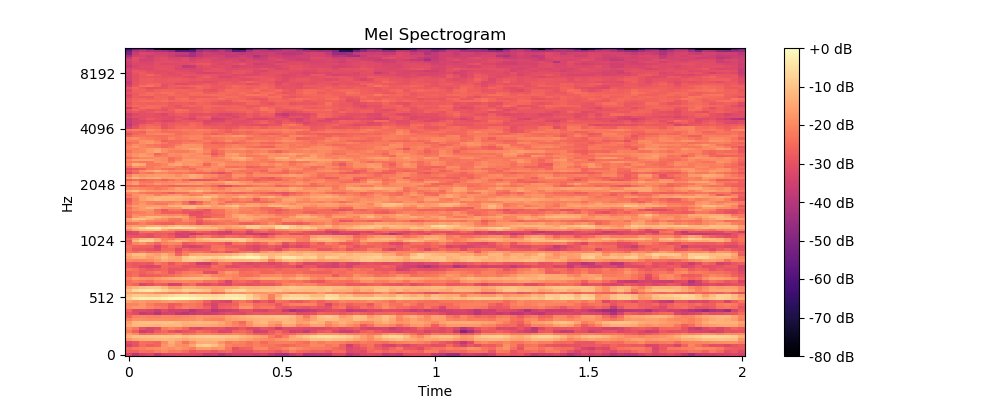 Mel Spectrogram
Hz
8192
4096
2048
1024
512
0
0 0.5 1 1.5 2
Time
+0 dB
-10 dB
-20 dB
-30 dB
-40 dB
-50 dB
-60 dB
-70 dB
-80 dB